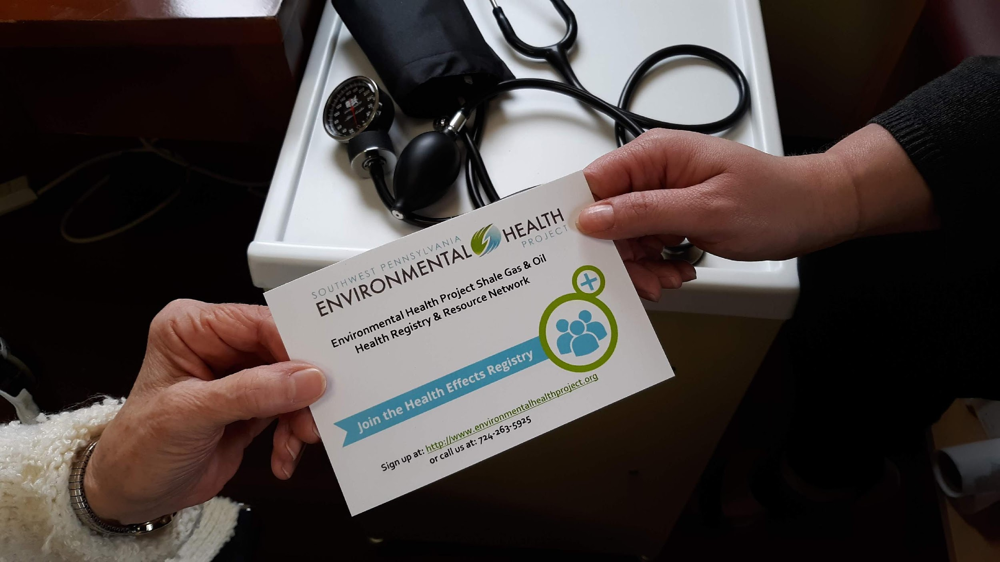 SOUTHWEST PENNSYLVANIA
ENVIRONMENTAL HEALTH
PROJECT
Environmental Health Project Shale Gas & Oil
Health Registry & Resource Network
Join the Health Effects Registry
Sign up at: http://www.environmentalhealthproject.org
or call us at: 724-263-5925